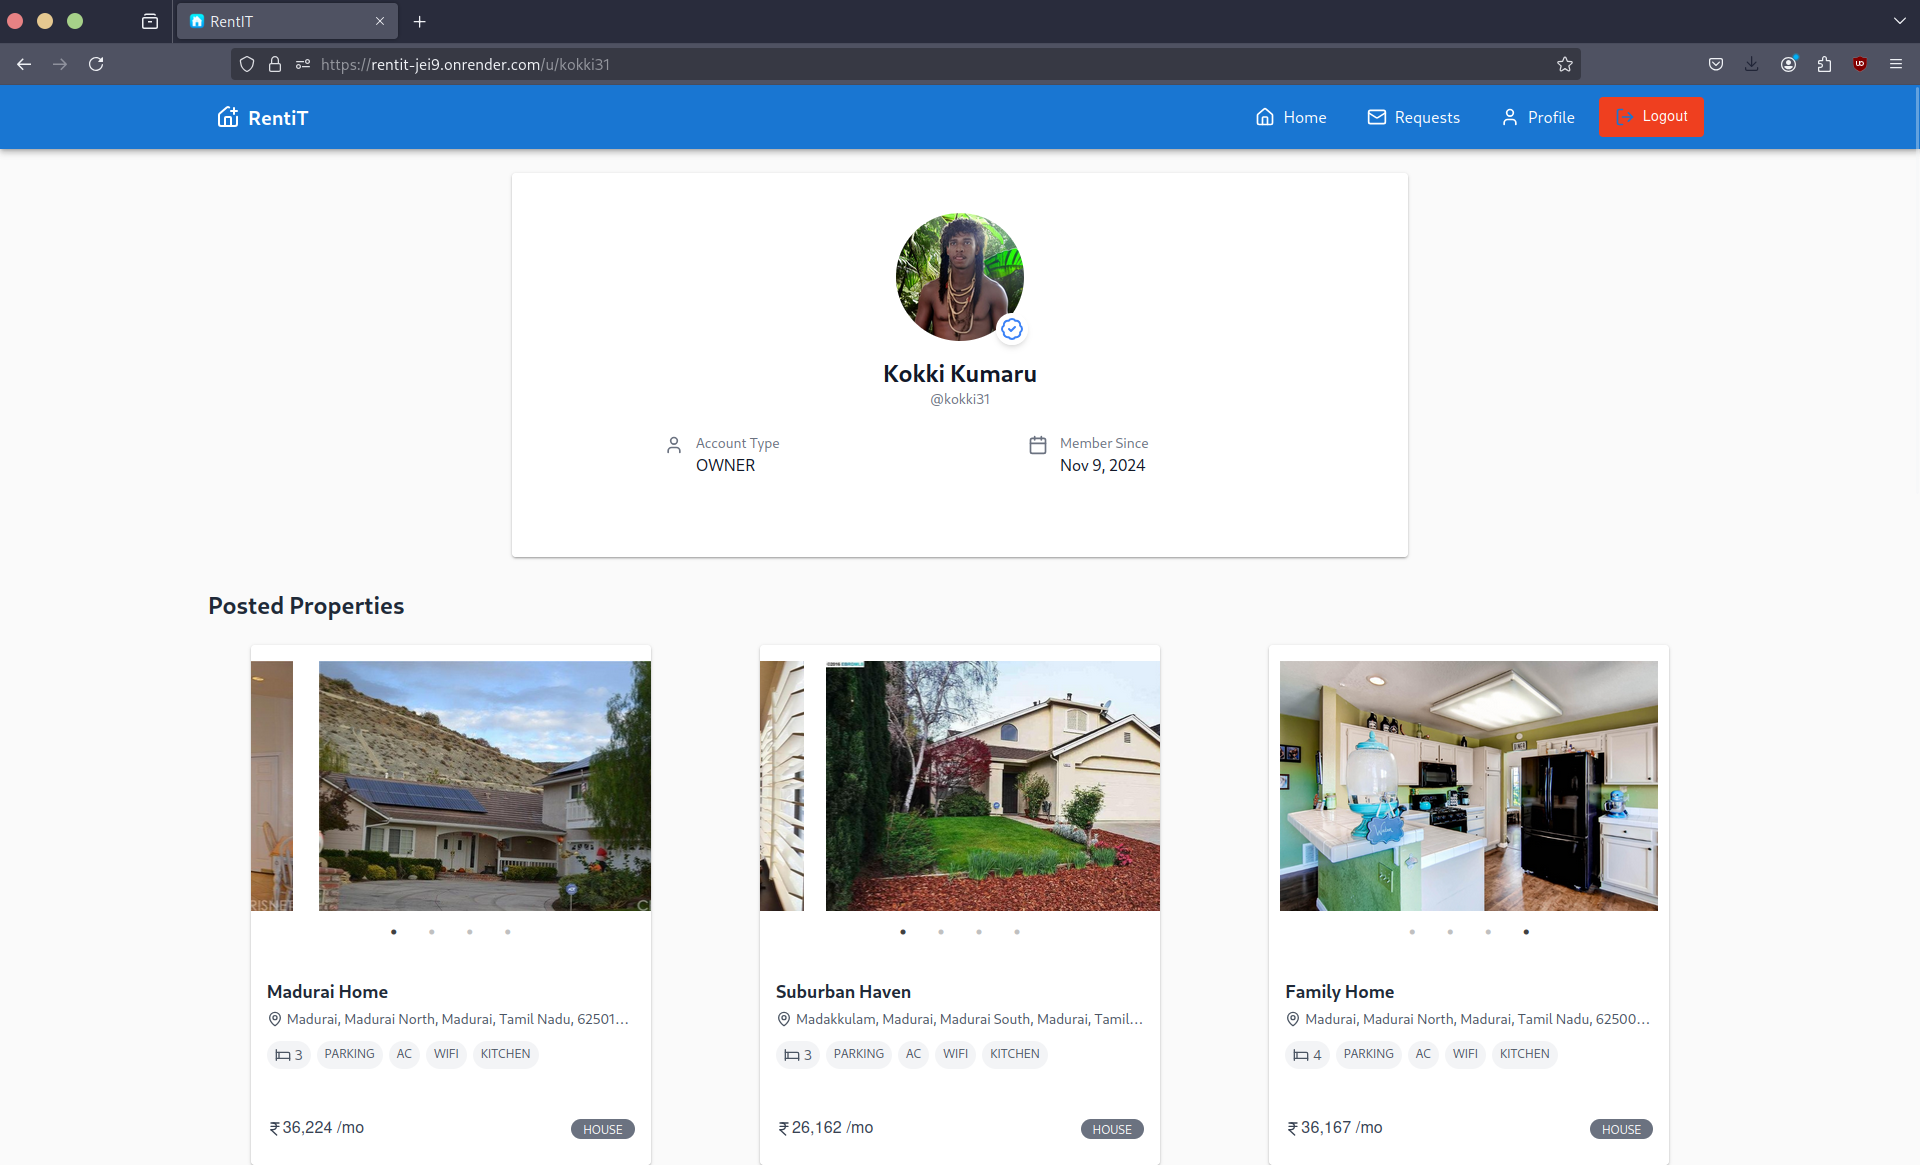 RentIT
https://rentit-jei9.onrender.com/u/kokki31
RentiT
Home
Requests
Profile
Logout
Kokki Kumaru
@kokki31
Account Type
OWNER
Member Since
Nov 9, 2024
Posted Properties
Madurai Home
Madurai, Madurai North, Madurai, Tamil Nadu, 62501...
3 PARKING AC WIFI KITCHEN
₹36,224 /mo
HOUSE
Suburban Haven
Madakkulam, Madurai, Madurai South, Madurai, Tamil...
3 PARKING AC WIFI KITCHEN
₹26,162 /mo
HOUSE
Family Home
Madurai, Madurai North, Madurai, Tamil Nadu, 62500...
4 PARKING AC WIFI KITCHEN
₹36,167 /mo
HOUSE